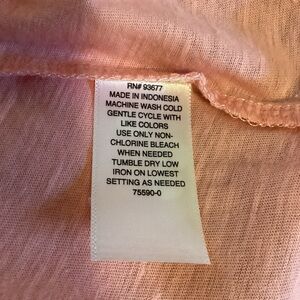 RN# 93677
MADE IN INDONESIA
MACHINE WASH COLD
GENTLE CYCLE WITH
LIKE COLORS
USE ONLY NON-
CHLORINE BLEACH
WHEN NEEDED
TUMBLE DRY LOW
IRON ON LOWEST
SETTING AS NEEDED
75590-0